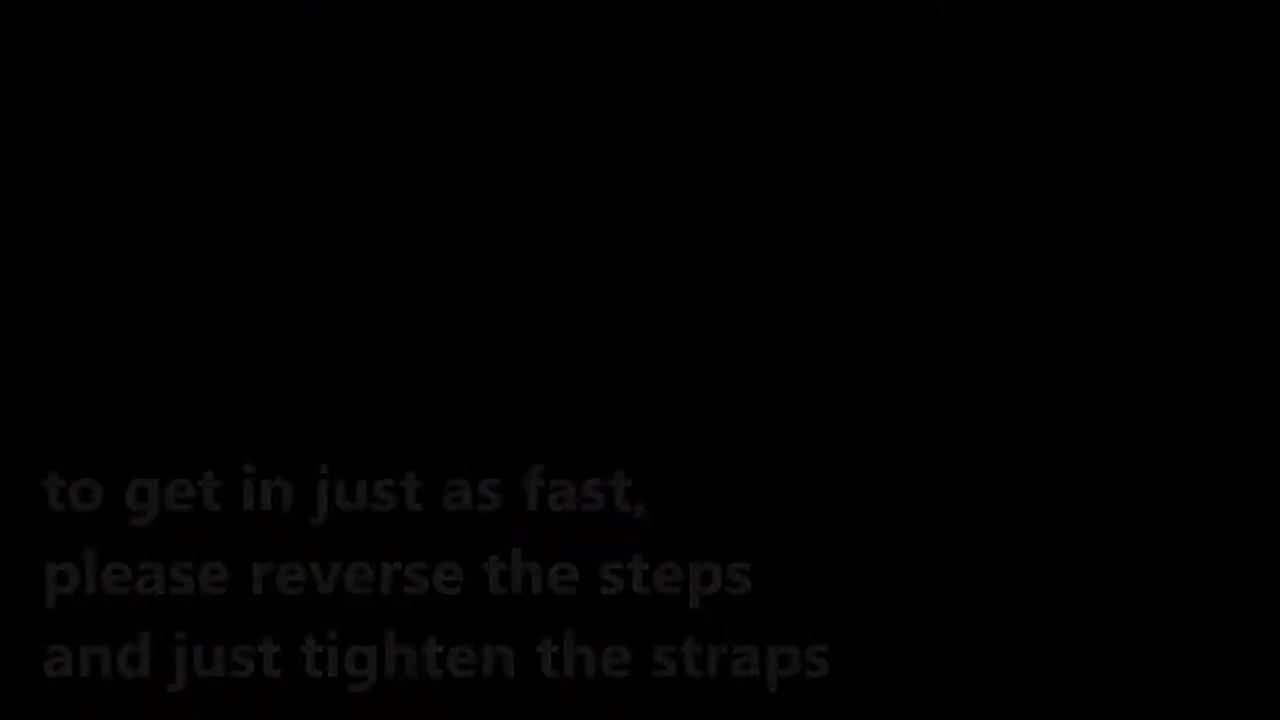 to get in just as fast,
please reverse the steps
and just tighten the straps